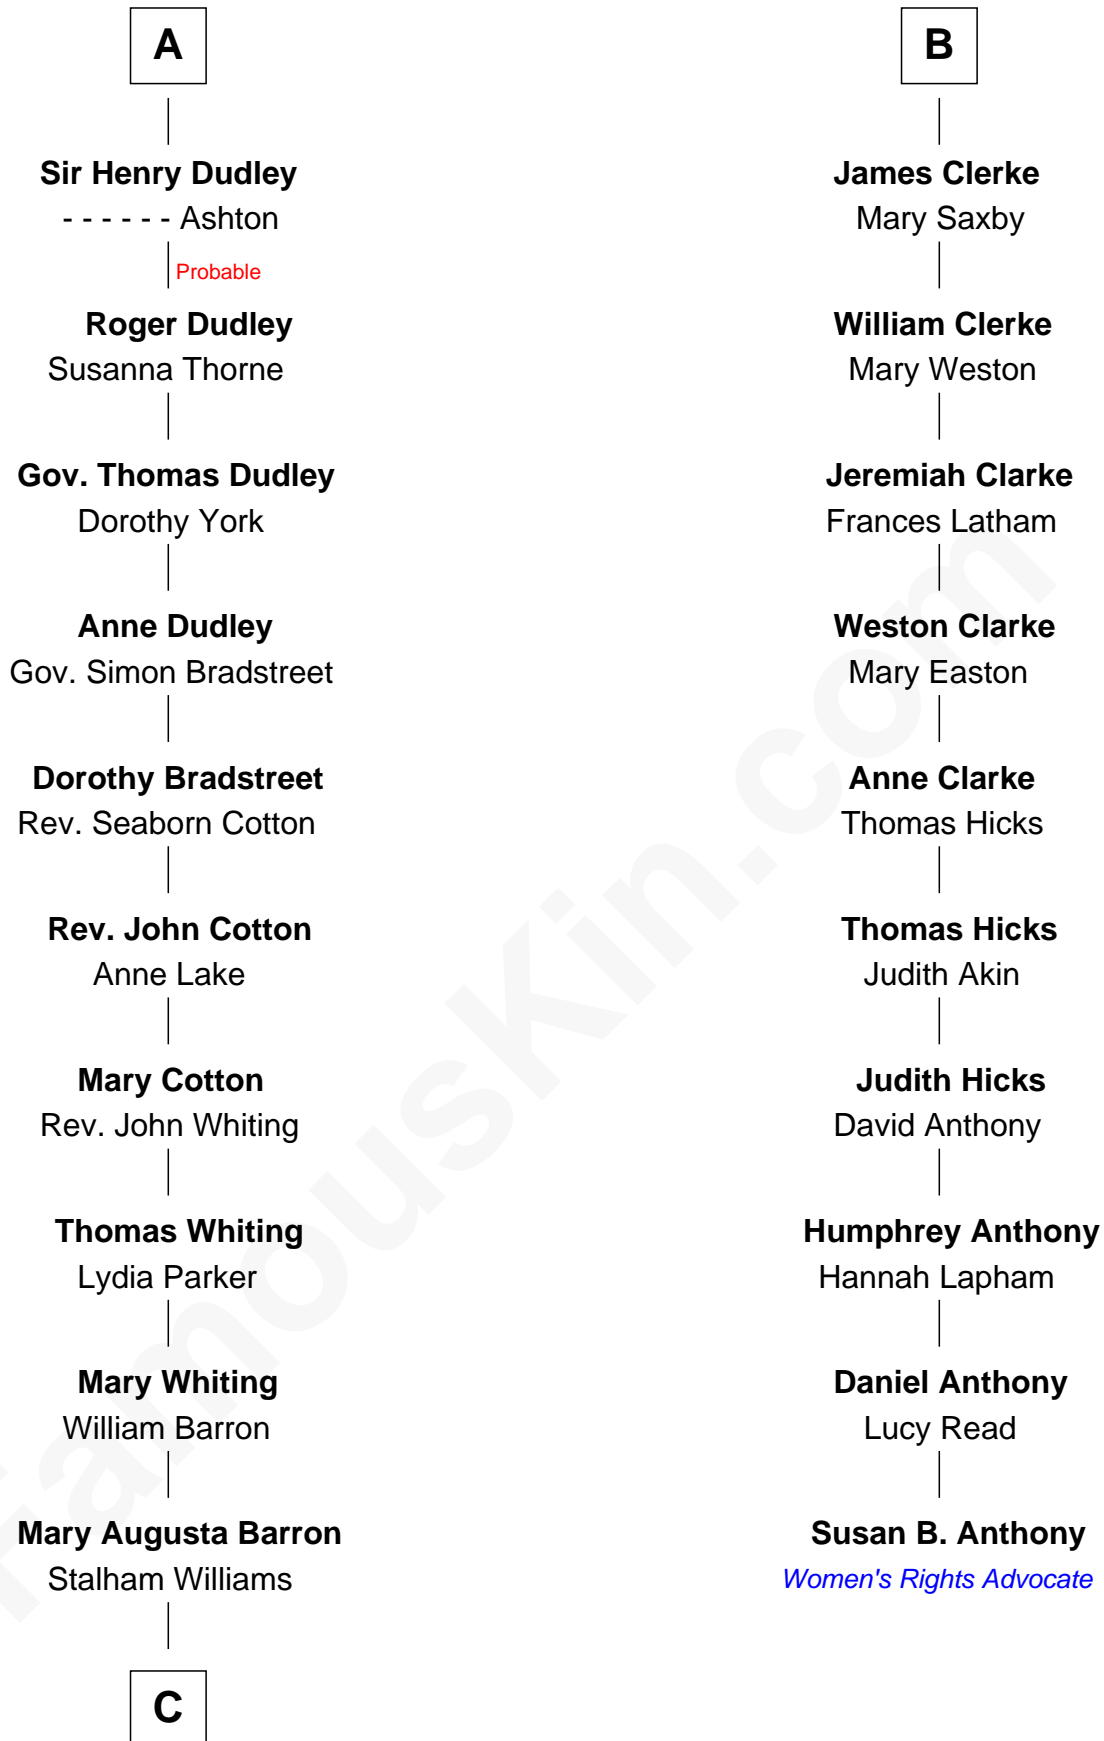 A
Sir Henry Dudley
- - - - - - Ashton
Probable
Roger Dudley
Susanna Thorne
Gov. Thomas Dudley
Dorothy York
Anne Dudley
Gov. Simon Bradstreet
Dorothy Bradstreet
Rev. Seaborn Cotton
Rev. John Cotton
Anne Lake
Mary Cotton
Rev. John Whiting
Thomas Whiting
Lydia Parker
Mary Whiting
William Barron
Mary Augusta Barron
Stalham Williams
C
B
James Clerke
Mary Saxby
William Clerke
Mary Weston
Jeremiah Clarke
Frances Latham
Weston Clarke
Mary Easton
Anne Clarke
Thomas Hicks
Thomas Hicks
Judith Akin
Judith Hicks
David Anthony
Humphrey Anthony
Hannah Lapham
Daniel Anthony
Lucy Read
Susan B. Anthony
Women's Rights Advocate
FamousKin.com